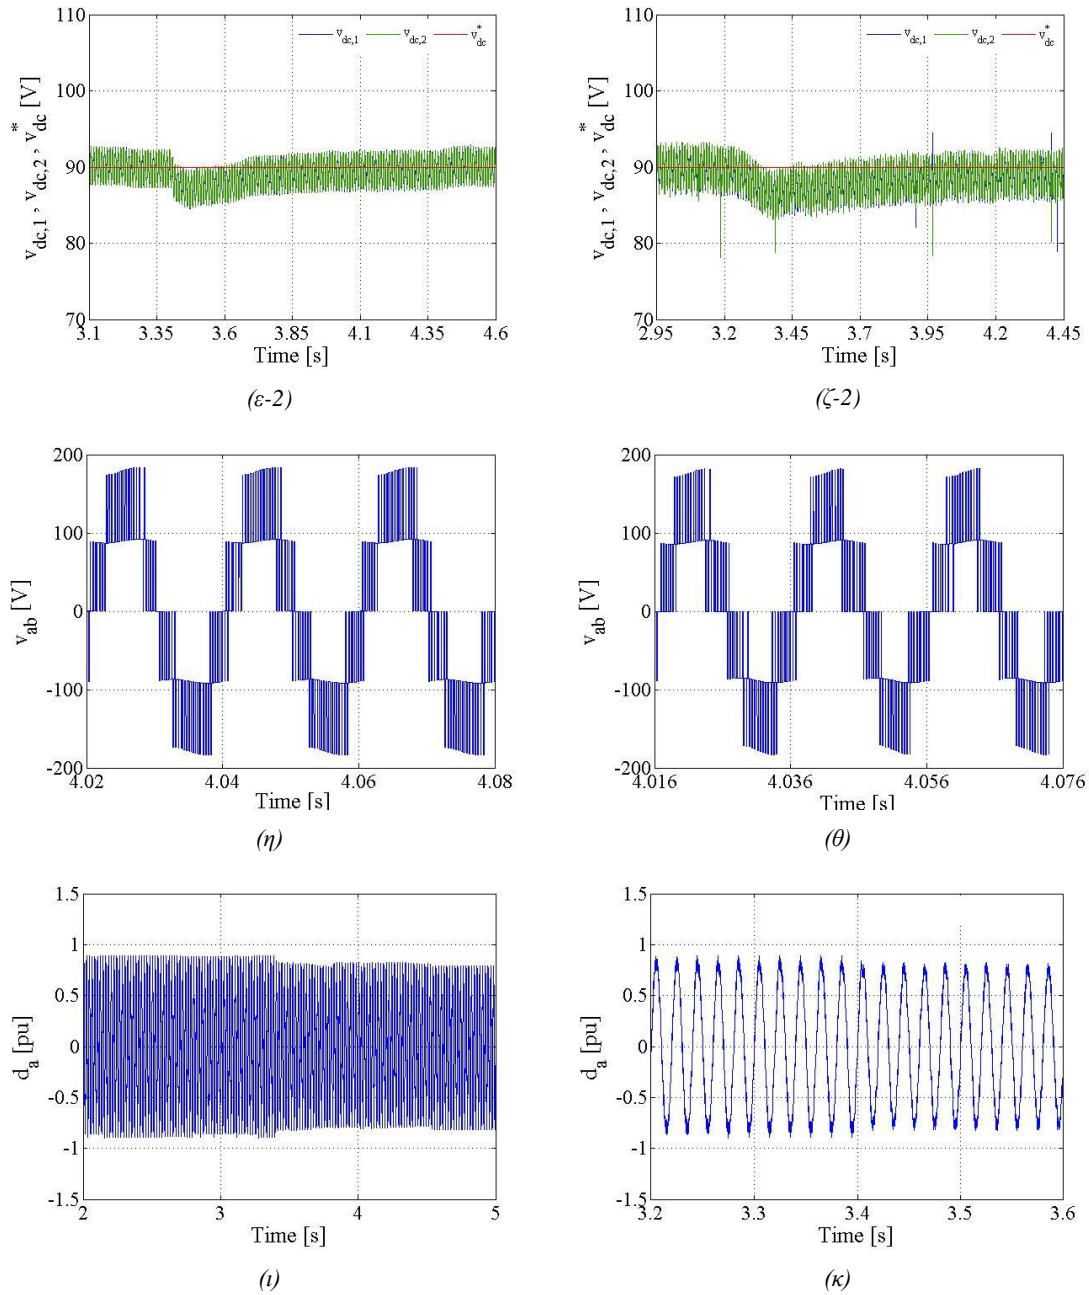 110
100
90
80
70
v_dc,1 , v_dc,2 , v_dc^* [V]
v_dc,1 v_dc,2 v_dc^*
3.1 3.35 3.6 3.85 4.1 4.35 4.6
Time [s]
(ε-2)
110
100
90
80
70
v_dc,1 , v_dc,2 , v_dc^* [V]
v_dc,1 v_dc,2 v_dc^*
2.95 3.2 3.45 3.7 3.95 4.2 4.45
Time [s]
(ζ-2)
200
100
0
-100
-200
v_ab [V]
4.02 4.04 4.06 4.08
Time [s]
(η)
200
100
0
-100
-200
v_ab [V]
4.016 4.036 4.056 4.076
Time [s]
(θ)
1.5
1
0.5
0
-0.5
-1
-1.5
d_a [pu]
2 3 4 5
Time [s]
(ι)
1.5
1
0.5
0
-0.5
-1
-1.5
d_a [pu]
3.2 3.3 3.4 3.5 3.6
Time [s]
(κ)